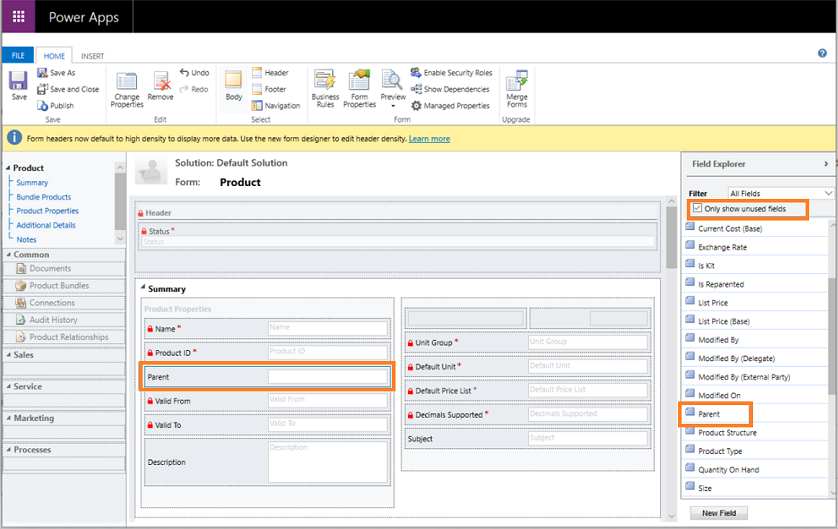 Power Apps
FILE
HOME
INSERT
Save
Save As
Save and Close
Publish
Save
Change Properties
Remove
Undo
Redo
Edit
Body
Header
Footer
Navigation
Select
Business Rules
Form Properties
Preview
Enable Security Roles
Show Dependencies
Managed Properties
Form
Merge Forms
Upgrade
Form headers now default to high density to display more data. Use the new form designer to edit header density. Learn more
Product
Summary
Bundle Products
Product Properties
Additional Details
Notes
Common
Documents
Product Bundles
Connections
Audit History
Product Relationships
Sales
Service
Marketing
Processes
Solution: Default Solution
Form: Product
Header
Status *
Status
Summary
Product Properties
Name * Name
Product ID * Product ID
Parent
Valid From Valid From
Valid To Valid To
Description Description
Unit Group * Unit Group
Default Unit * Default Unit
Default Price List * Default Price List
Decimals Supported * Decimals Supported
Subject Subject
Field Explorer
Filter All Fields
Only show unused fields
Current Cost (Base)
Exchange Rate
Is Kit
Is Reparented
List Price
List Price (Base)
Modified By
Modified By (Delegate)
Modified By (External Party)
Modified On
Parent
Product Structure
Product Type
Quantity On Hand
Size
New Field